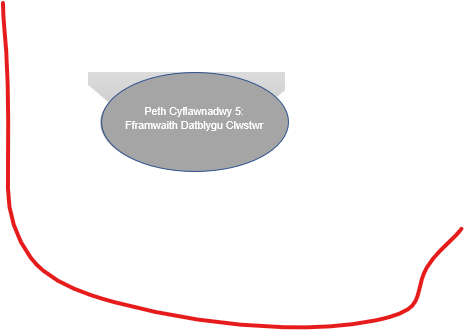 Peth Cyflawnadwy 5:
Fframwaith Datblygu Clwstwr